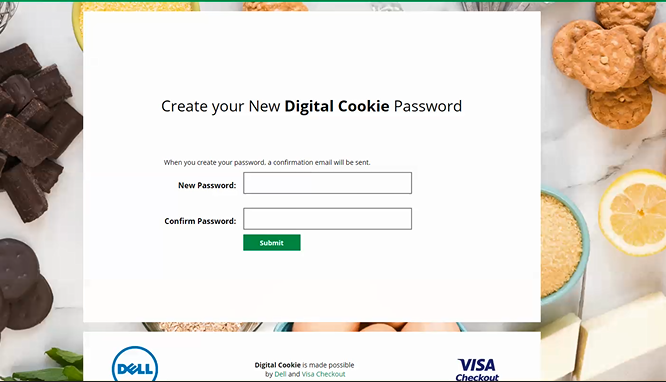 Create your New Digital Cookie Password
When you create your password, a confirmation email will be sent.
New Password:
Confirm Password:
Submit
DELL
Digital Cookie is made possible
by Dell and Visa Checkout
VISA
Checkout